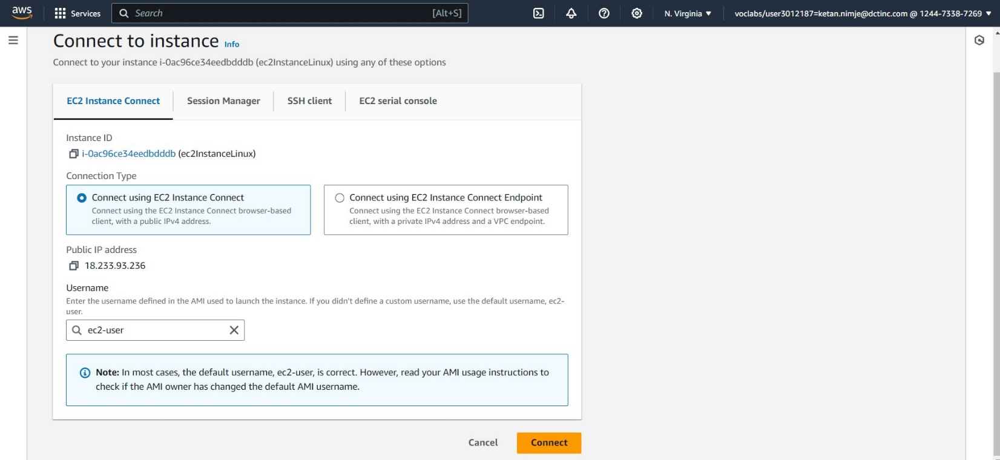 aws
Services
Search
[Alt+S]
N. Virginia
voclabs/user3012187=ketan.nimje@dctinc.com @ 1244-7338-7269
Connect to instance Info
Connect to your instance i-0ac96ce34eedbdddb (ec2InstanceLinux) using any of these options
EC2 Instance Connect
Session Manager
SSH client
EC2 serial console
Instance ID
i-0ac96ce34eedbdddb (ec2InstanceLinux)
Connection Type
Connect using EC2 Instance Connect
Connect using the EC2 Instance Connect browser-based
client, with a public IPv4 address.
Connect using EC2 Instance Connect Endpoint
Connect using the EC2 Instance Connect browser-based
client, with a private IPv4 address and a VPC endpoint.
Public IP address
18.233.93.236
Username
Enter the username defined in the AMI used to launch the instance. If you didn't define a custom username, use the default username, ec2-
user.
ec2-user
Note: In most cases, the default username, ec2-user, is correct. However, read your AMI usage instructions to
check if the AMI owner has changed the default AMI username.
Cancel
Connect